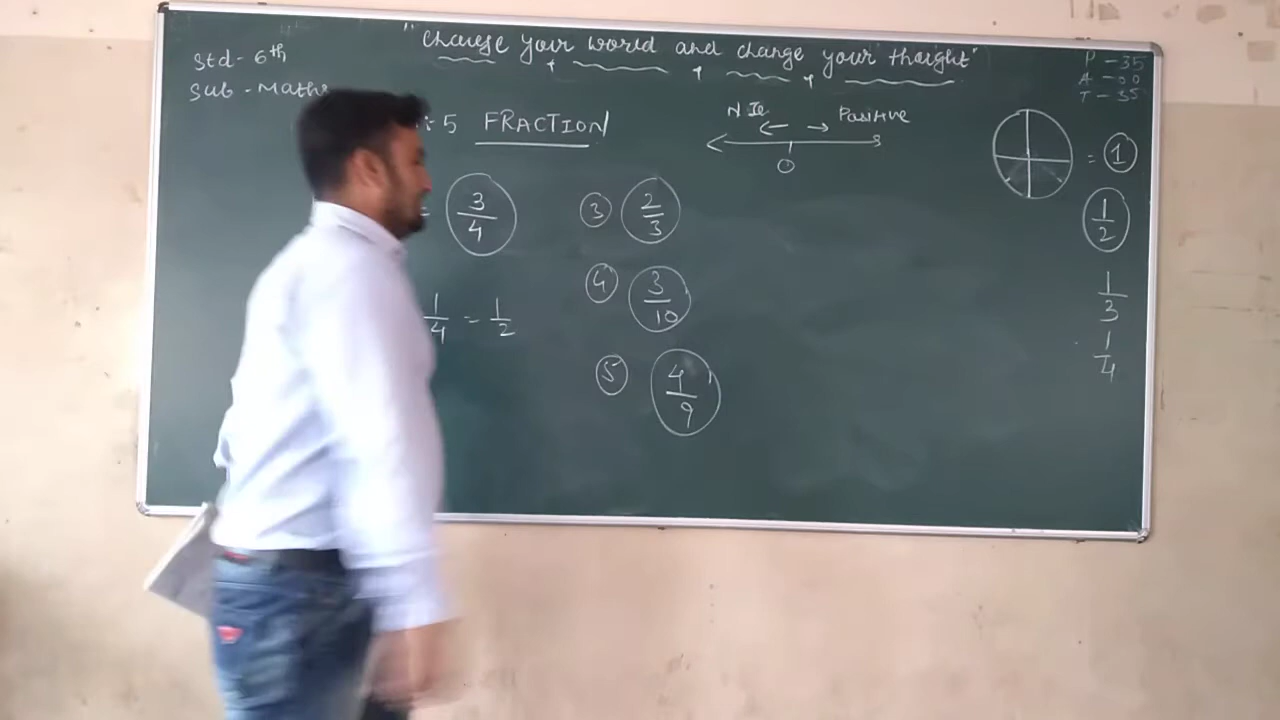 "Change your world and change your thought"
Std- 6th
Sub - Maths
P - 35
A - 00
T - 35
: 5 FRACTION
N Ie ← → Positive
0
= 1
= 3/4
3 2/3
1/2
4 3/10
1/4 = 1/2
1/3
5 4/9
1/4